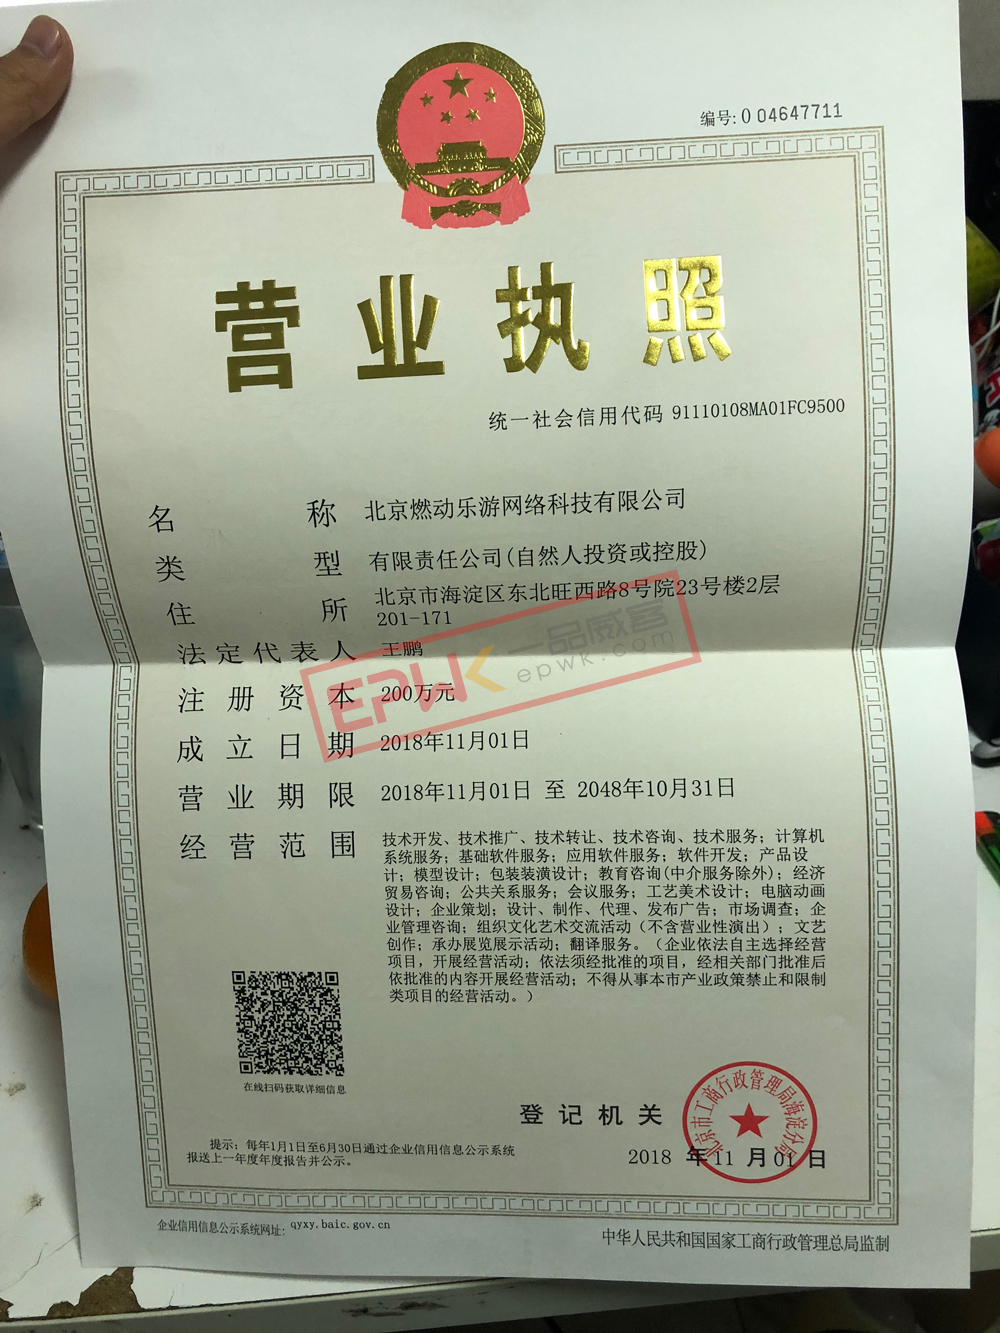 编号: 0 04647711
营业执照
统一社会信用代码 91110108MA01FC9500
名称 北京燃动乐游网络科技有限公司
类型 有限责任公司(自然人投资或控股)
住所 北京市海淀区东北旺西路8号院23号楼2层
201-171
法定代表人 王鹏
注册资本 200万元
成立日期 2018年11月01日
营业期限 2018年11月01日 至 2048年10月31日
经营范围 技术开发、技术推广、技术转让、技术咨询、技术服务；计算机
系统服务；基础软件服务；应用软件服务；软件开发；产品设
计；模型设计；包装装潢设计；教育咨询(中介服务除外)；经济
贸易咨询；公共关系服务；会议服务；工艺美术设计；电脑动画
设计；企业策划；设计、制作、代理、发布广告；市场调查；企
业管理咨询；组织文化艺术交流活动（不含营业性演出）；文艺
创作；承办展览展示活动；翻译服务。（企业依法自主选择经营
项目，开展经营活动；依法须经批准的项目，经相关部门批准后
依批准的内容开展经营活动；不得从事本市产业政策禁止和限制
类项目的经营活动。）
EPWK 一品威客
epwk.com
在线扫码获取详细信息
登记机关
北京市工商行政管理局海淀分局
2018 年 11 月 01 日
提示：每年1月1日至6月30日通过企业信用信息公示系统
报送上一年度年度报告并公示。
企业信用信息公示系统网址: qyxy.baic.gov.cn
中华人民共和国国家工商行政管理总局监制